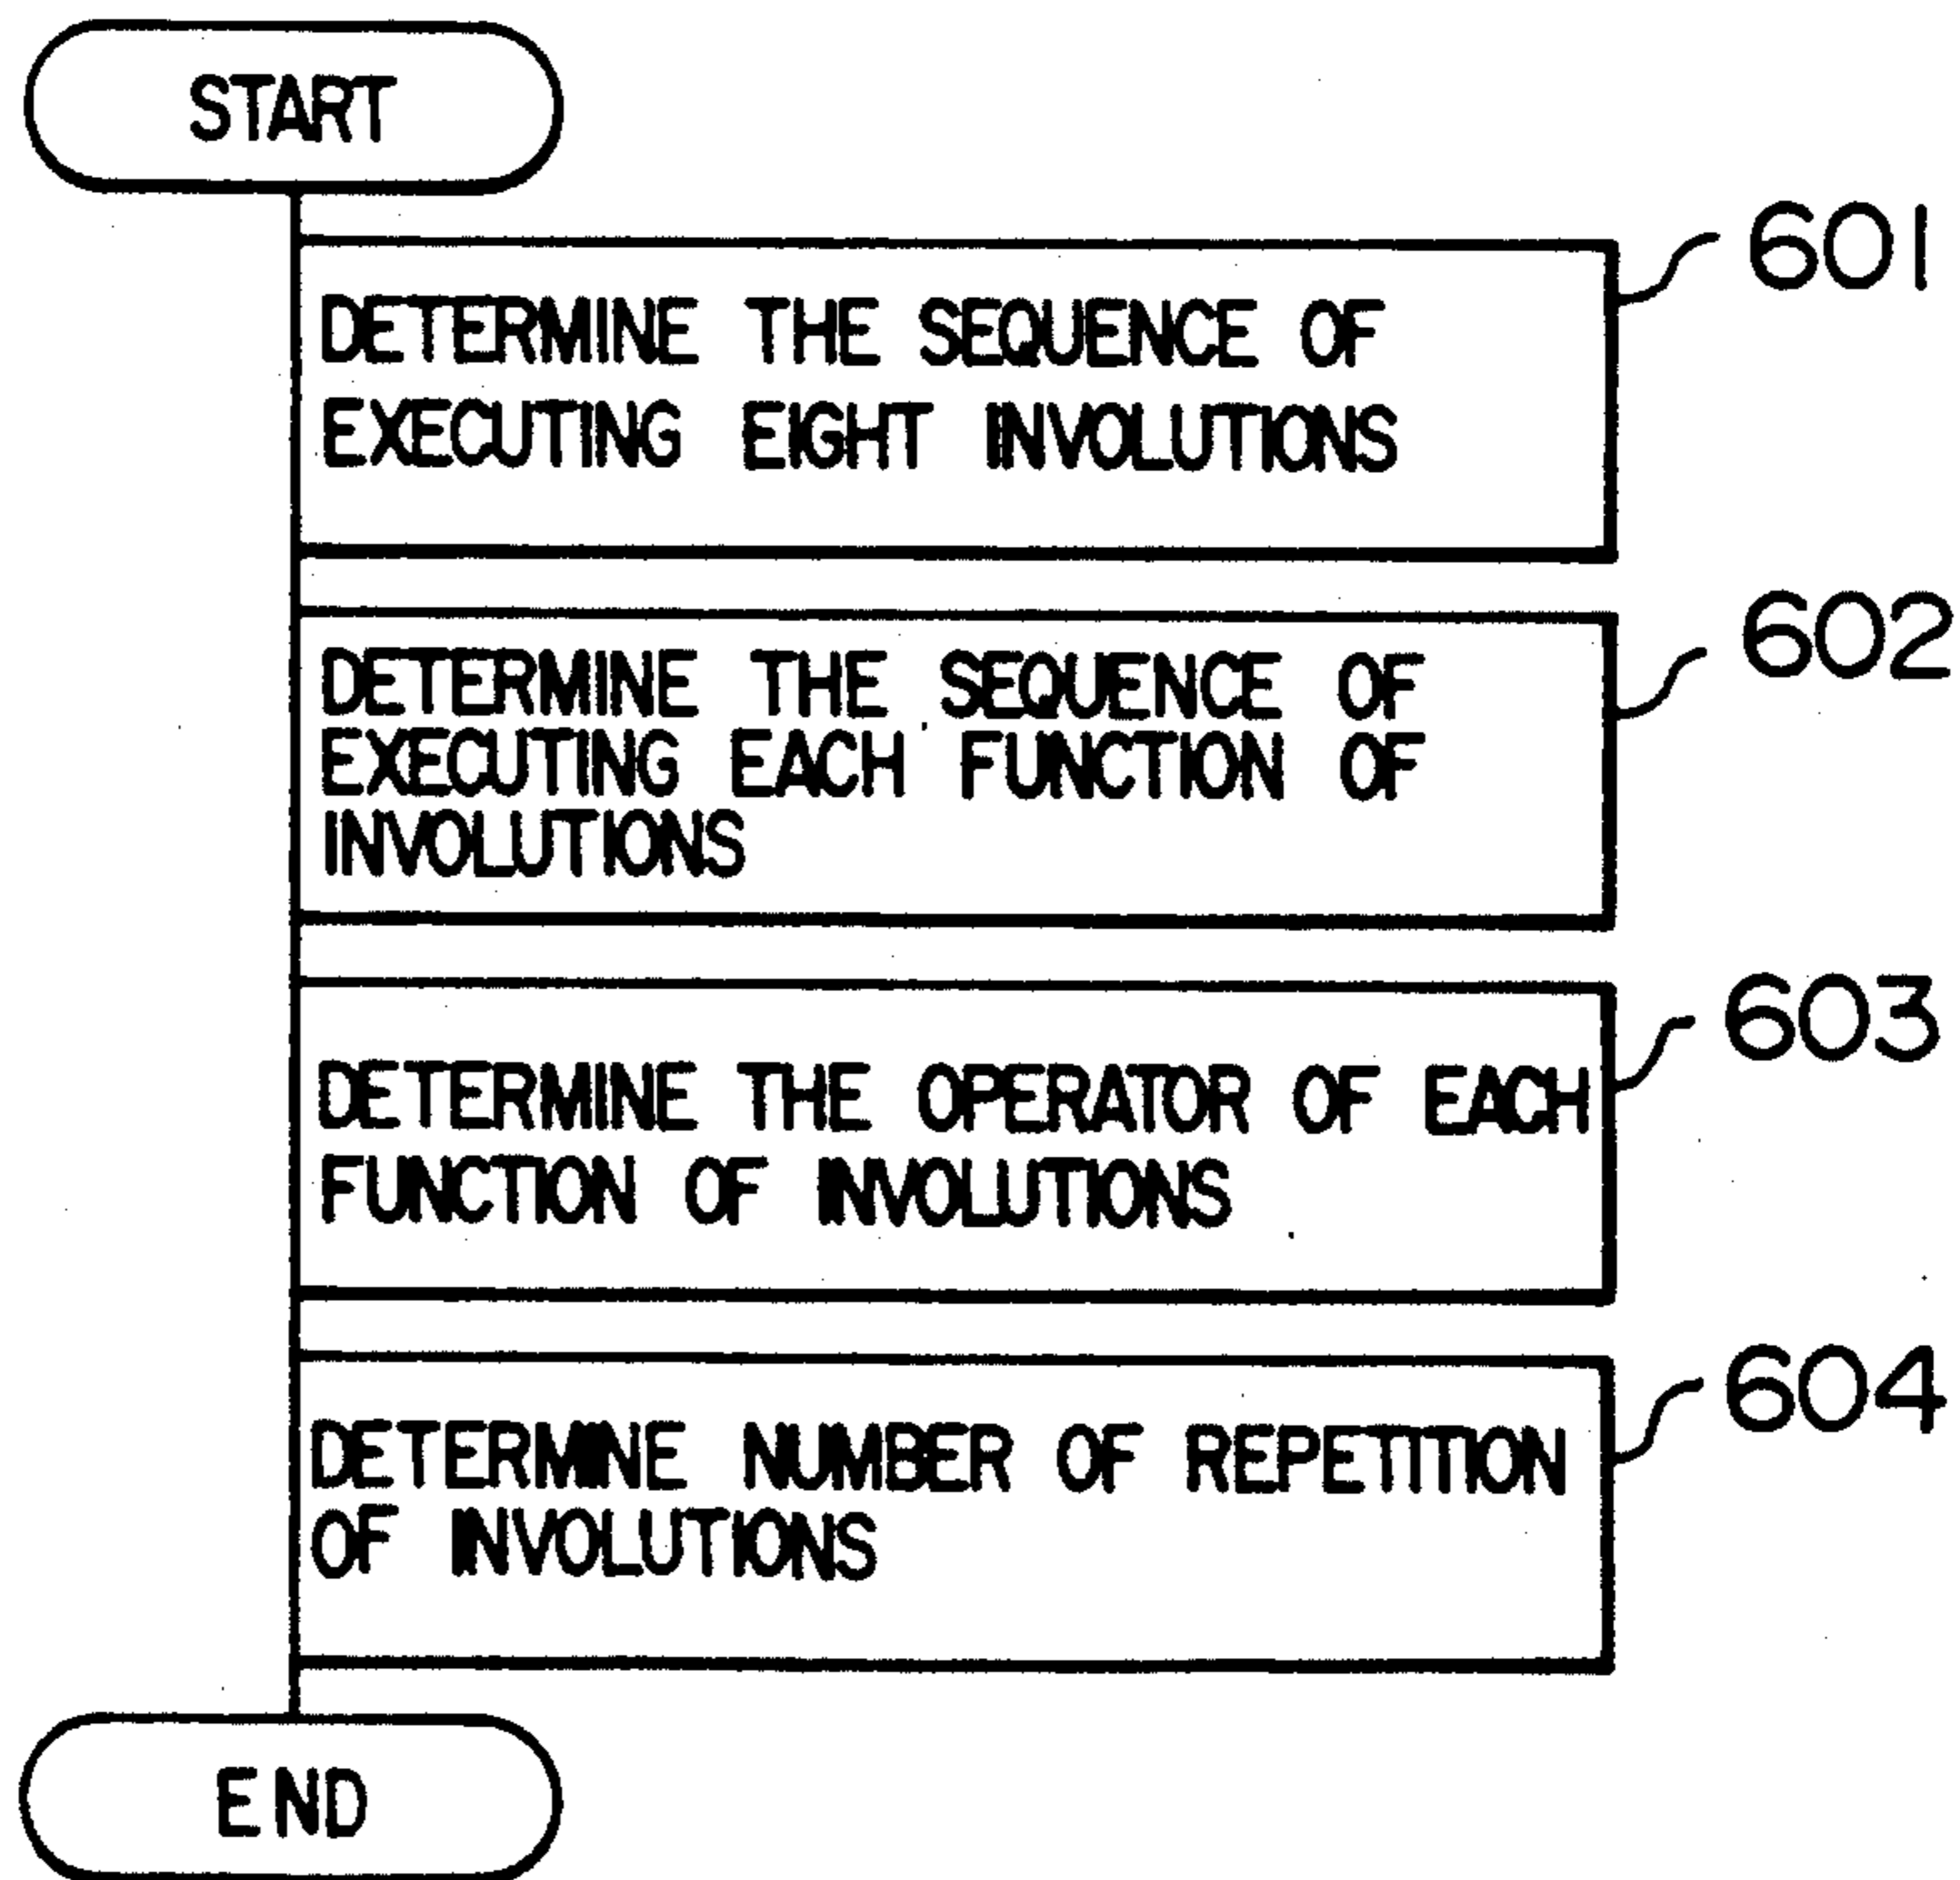 START
601
DETERMINE THE SEQUENCE OF
EXECUTING EIGHT INVOLUTIONS
602
DETERMINE THE SEQUENCE OF
EXECUTING EACH FUNCTION OF
INVOLUTIONS
603
DETERMINE THE OPERATOR OF EACH
FUNCTION OF INVOLUTIONS
604
DETERMINE NUMBER OF REPETITION
OF INVOLUTIONS
END